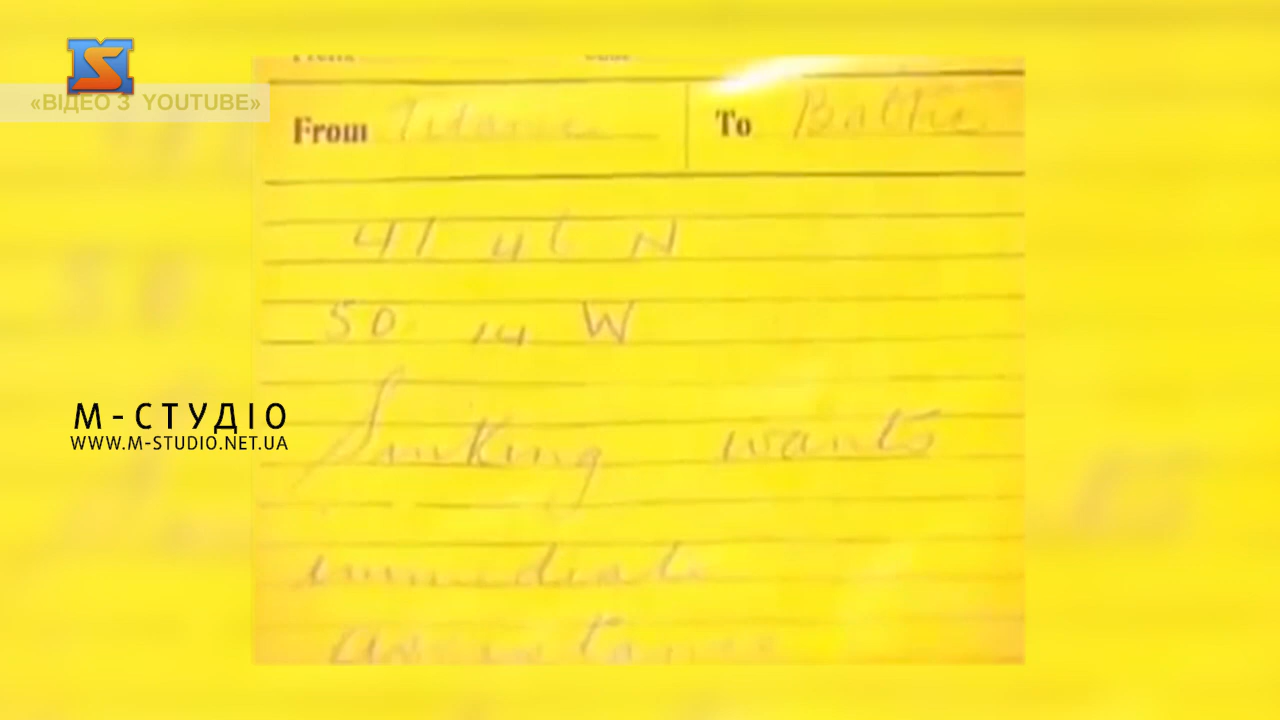 «ВІДЕО З YOUTUBE»
From Titanic To Baltic
41 46 N
50 14 W
Sinking wants
immediate
assistance
М-СТУДІО
WWW.M-STUDIO.NET.UA